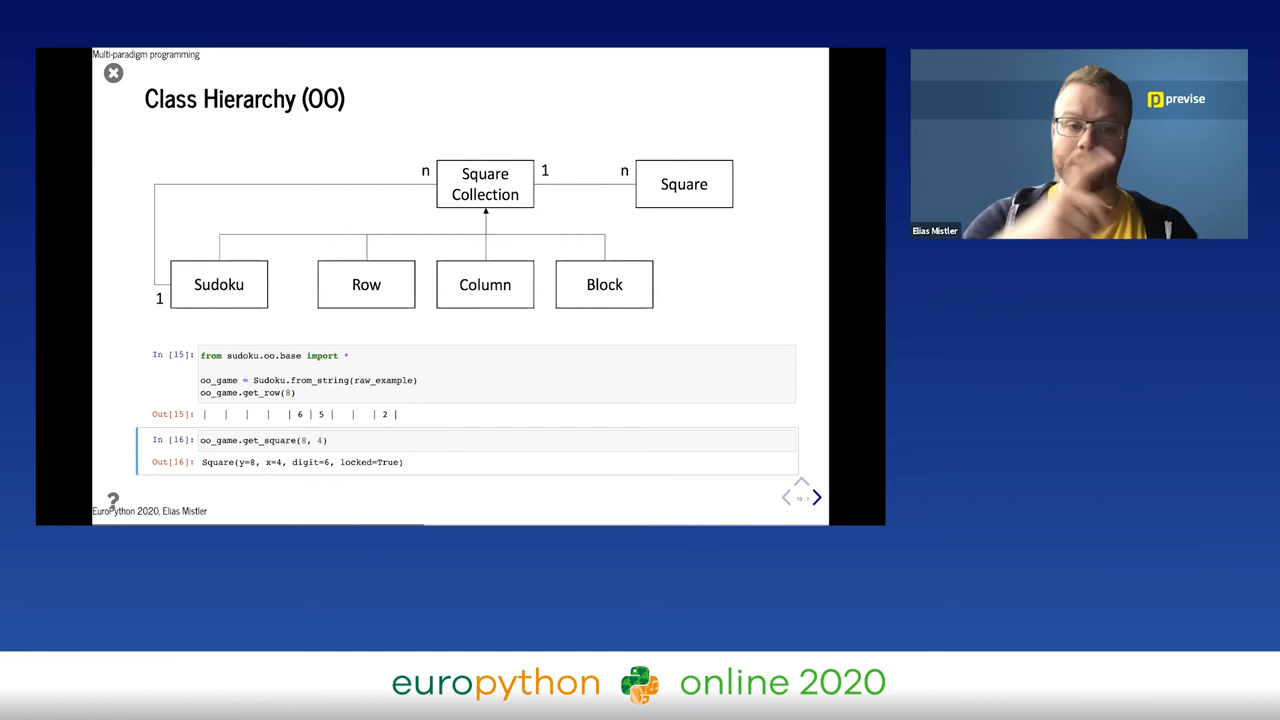 Multi-paradigm programming
Class Hierarchy (OO)
n
Square
Collection
1
n
Square
1
Sudoku
Row
Column
Block
In [15]:
from sudoku.oo.base import *
oo_game = Sudoku.from_string(raw_example)
oo_game.get_row(8)
Out[15]: |   |   |   |   | 6 | 5 |   |   | 2 |
In [16]: oo_game.get_square(8, 4)
Out[16]: Square(y=8, x=4, digit=6, locked=True)
?
19.1
EuroPython 2020, Elias Mistler
previse
Elias Mistler
europython online 2020